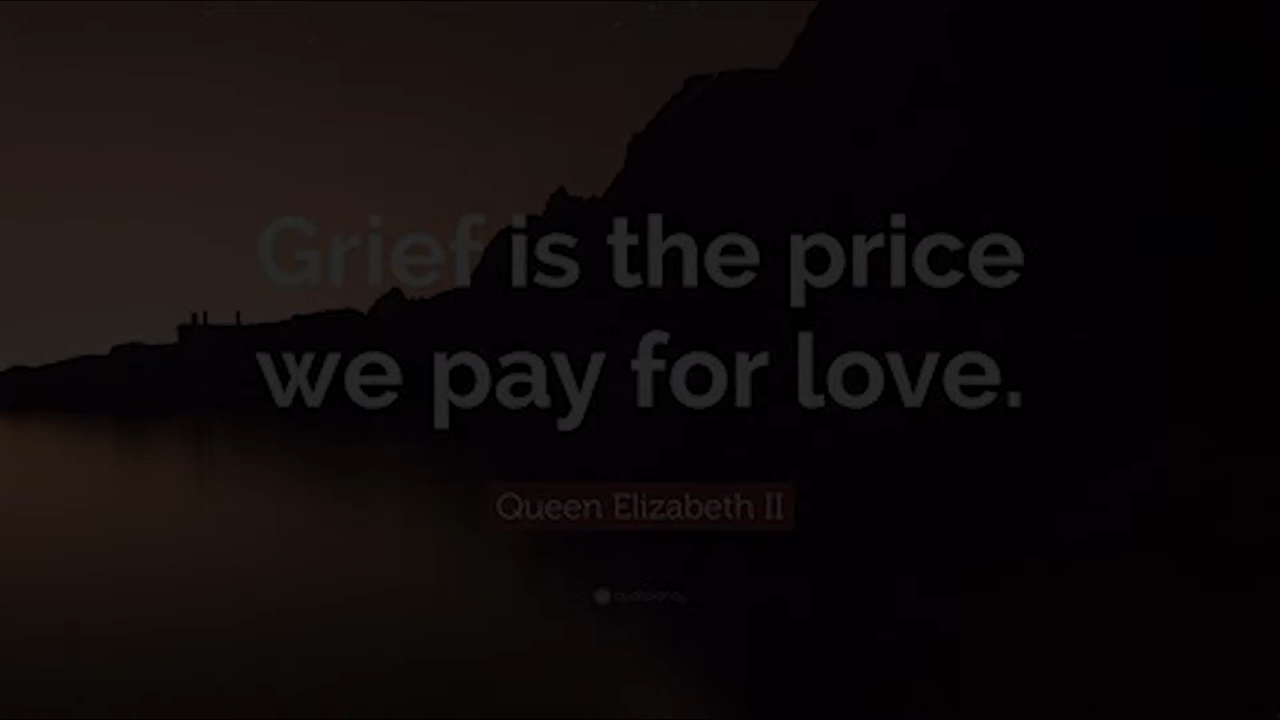 Grief is the price
we pay for love.
Queen Elizabeth II